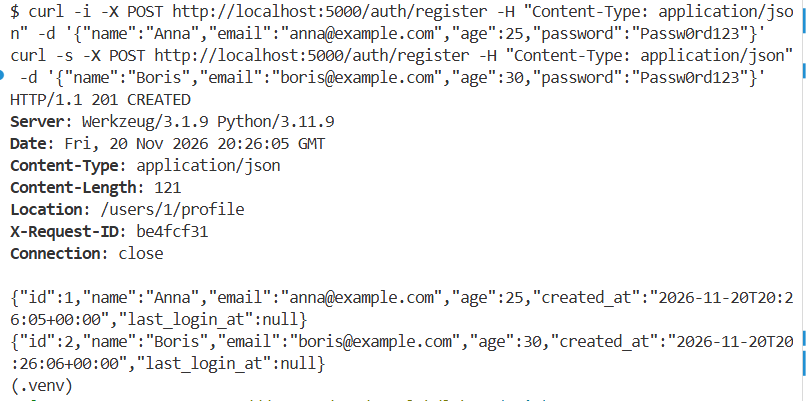 $ curl -i -X POST http://localhost:5000/auth/register -H "Content-Type: application/jso
n" -d '{"name":"Anna","email":"anna@example.com","age":25,"password":"Passw0rd123"}'
curl -s -X POST http://localhost:5000/auth/register -H "Content-Type: application/json"
 -d '{"name":"Boris","email":"boris@example.com","age":30,"password":"Passw0rd123"}'
HTTP/1.1 201 CREATED
Server: Werkzeug/3.1.9 Python/3.11.9
Date: Fri, 20 Nov 2026 20:26:05 GMT
Content-Type: application/json
Content-Length: 121
Location: /users/1/profile
X-Request-ID: be4fcf31
Connection: close

{"id":1,"name":"Anna","email":"anna@example.com","age":25,"created_at":"2026-11-20T20:2
6:05+00:00","last_login_at":null}
{"id":2,"name":"Boris","email":"boris@example.com","age":30,"created_at":"2026-11-20T20
:26:06+00:00","last_login_at":null}
(.venv)